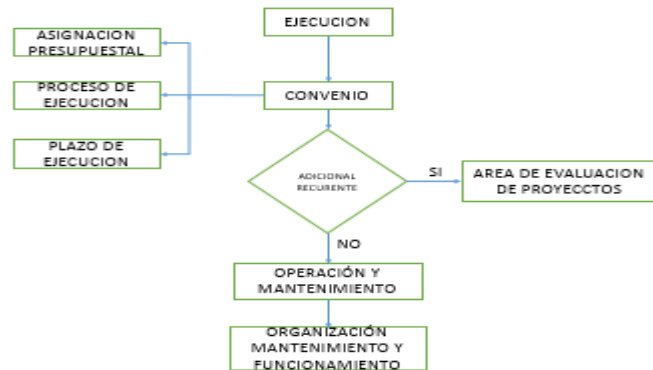 EJECUCION
ASIGNACION
PRESUPUESTAL
PROCESO DE
EJECUCION
CONVENIO
PLAZO DE
EJECUCION
ADICIONAL
RECURENTE
SI
AREA DE EVALUACION
DE PROYECCTOS
NO
OPERACIÓN Y
MANTENIMIENTO
ORGANIZACIÓN
MANTENIMIENTO Y
FUNCIONAMIENTO